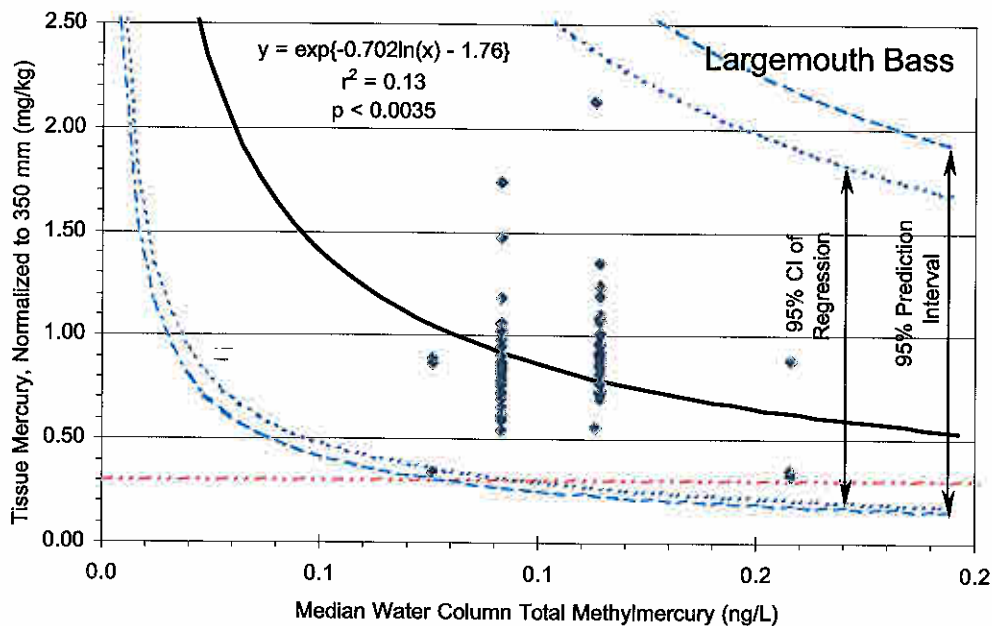 2.50
2.00
1.50
1.00
0.50
0.00
Tissue Mercury, Normalized to 350 mm (mg/kg)
y = exp{-0.702ln(x) - 1.76}
r² = 0.13
p < 0.0035
Largemouth Bass
95% CI of
Regression
95% Prediction
Interval
0.0
0.1
0.1
0.2
0.2
Median Water Column Total Methylmercury (ng/L)